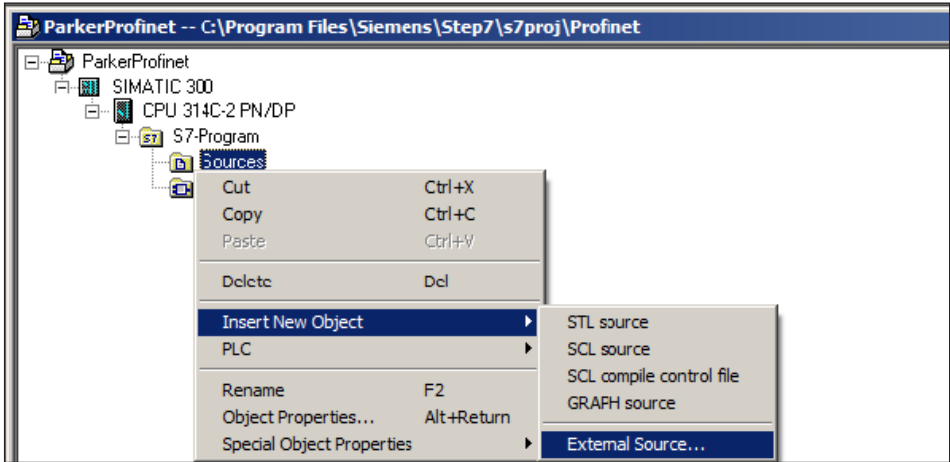 ParkerProfinet -- C:\Program Files\Siemens\Step7\s7proj\Profinet
ParkerProfinet
SIMATIC 300
CPU 314C-2 PN/DP
S7 S7-Program
Sources
Cut Ctrl+X
Copy Ctrl+C
Paste Ctrl+V
Delete Del
Insert New Object
PLC
Rename F2
Object Properties... Alt+Return
Special Object Properties
STL source
SCL source
SCL compile control file
GRAPH source
External Source...